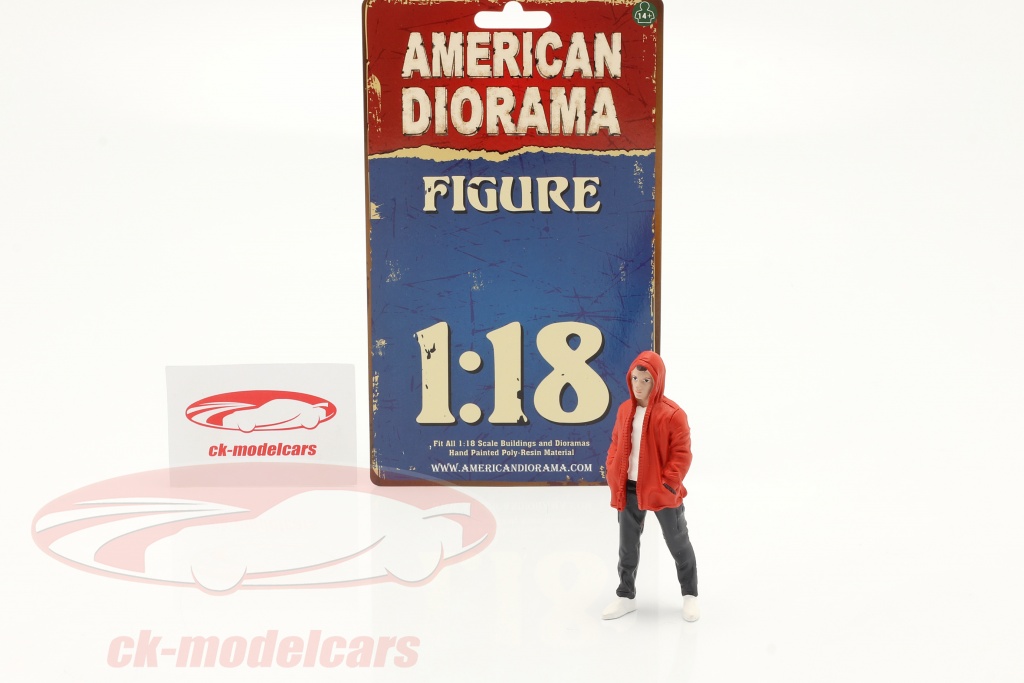 14+
AMERICAN
DIORAMA
FIGURE
1:18
Fit All 1:18 Scale Buildings and Dioramas
Hand Painted Poly-Resin Material
WWW.AMERICANDIORAMA.COM
ck-modelcars
ck-modelcars